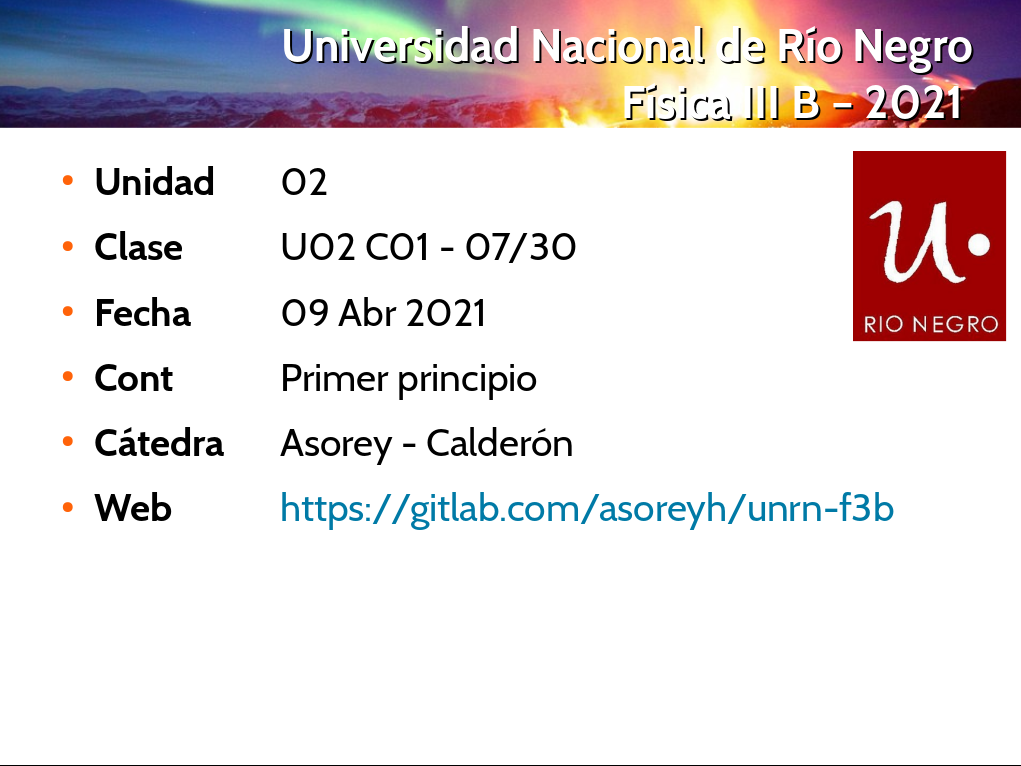 Universidad Nacional de Río Negro
Física III B – 2021
• Unidad 02
• Clase U02 C01 - 07/30
• Fecha 09 Abr 2021
• Cont Primer principio
• Cátedra Asorey - Calderón
• Web https://gitlab.com/asoreyh/unrn-f3b
u.
RIO NEGRO